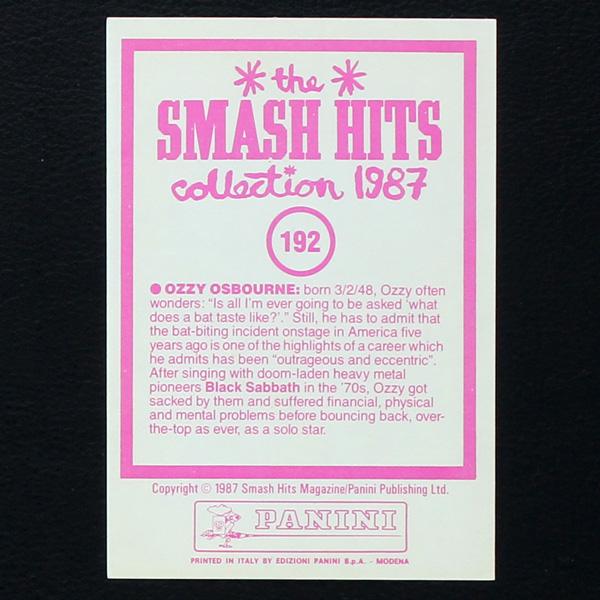 * the *
SMASH HITS
collection 1987
192
● OZZY OSBOURNE: born 3/2/48, Ozzy often
wonders: “Is all I'm ever going to be asked ‘what
does a bat taste like?’.” Still, he has to admit that
the bat-biting incident onstage in America five
years ago is one of the highlights of a career which
he admits has been “outrageous and eccentric”.
After singing with doom-laden heavy metal
pioneers Black Sabbath in the '70s, Ozzy got
sacked by them and suffered financial, physical
and mental problems before bouncing back, over-
the-top as ever, as a solo star.
Copyright © 1987 Smash Hits Magazine/Panini Publishing Ltd.
PANINI
PRINTED IN ITALY BY EDIZIONI PANINI S.p.A. - MODENA